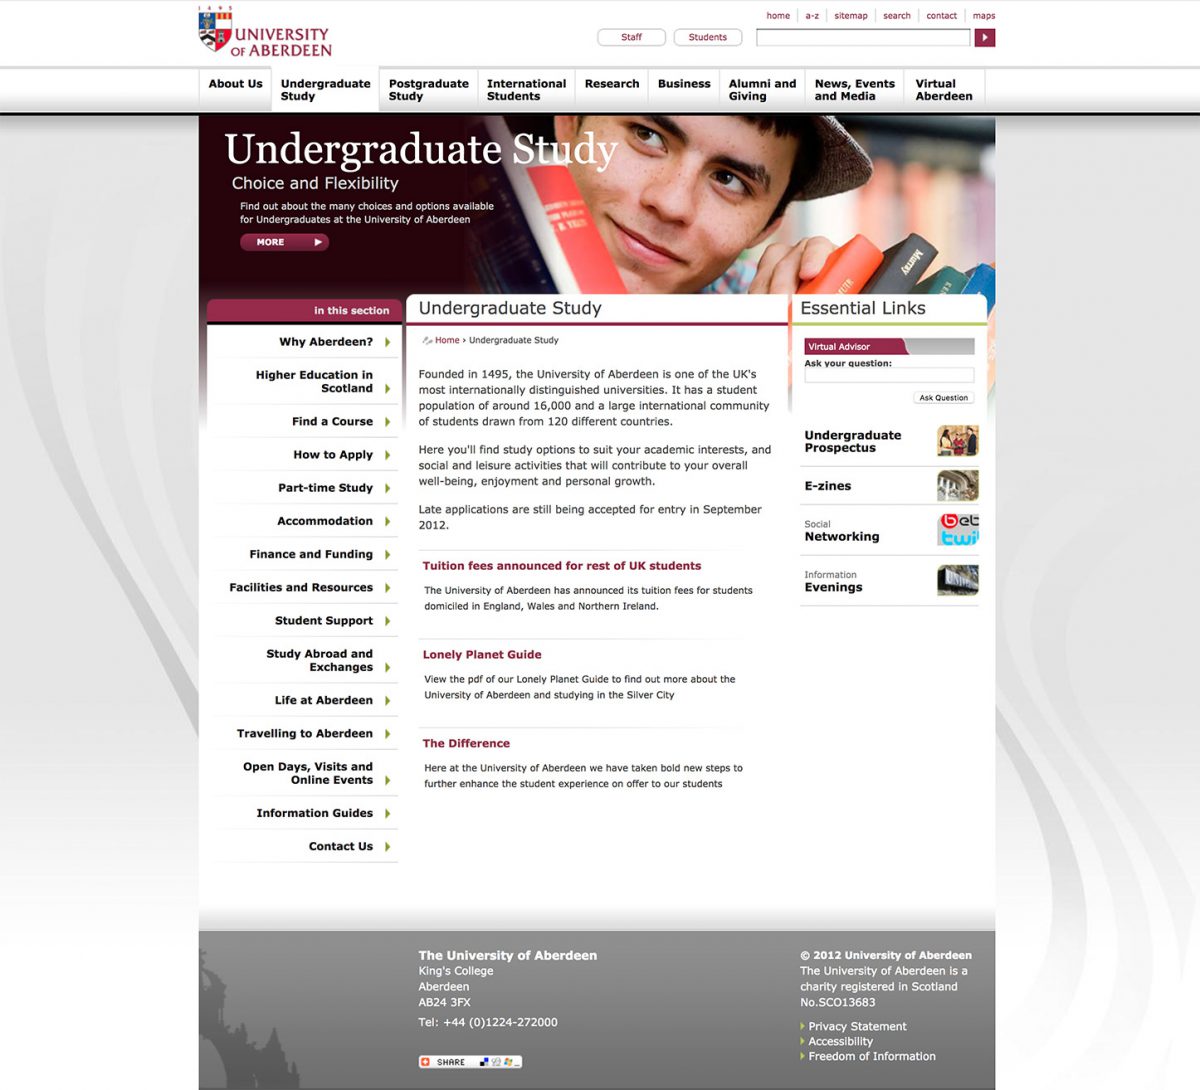 1 4 9 5
UNIVERSITY
OF ABERDEEN
home
a-z
sitemap
search
contact
maps
Staff
Students
About Us
Undergraduate
Study
Postgraduate
Study
International
Students
Research
Business
Alumni and
Giving
News, Events
and Media
Virtual
Aberdeen
Undergraduate Study
Choice and Flexibility
Find out about the many choices and options available
for Undergraduates at the University of Aberdeen
MORE
Murray
in this section
Why Aberdeen?
Higher Education in
Scotland
Find a Course
How to Apply
Part-time Study
Accommodation
Finance and Funding
Facilities and Resources
Student Support
Study Abroad and
Exchanges
Life at Aberdeen
Travelling to Aberdeen
Open Days, Visits and
Online Events
Information Guides
Contact Us
Undergraduate Study
Home › Undergraduate Study
Founded in 1495, the University of Aberdeen is one of the UK's
most internationally distinguished universities. It has a student
population of around 16,000 and a large international community
of students drawn from 120 different countries.
Here you'll find study options to suit your academic interests, and
social and leisure activities that will contribute to your overall
well-being, enjoyment and personal growth.
Late applications are still being accepted for entry in September
2012.
Tuition fees announced for rest of UK students
The University of Aberdeen has announced its tuition fees for students
domiciled in England, Wales and Northern Ireland.
Lonely Planet Guide
View the pdf of our Lonely Planet Guide to find out more about the
University of Aberdeen and studying in the Silver City
The Difference
Here at the University of Aberdeen we have taken bold new steps to
further enhance the student experience on offer to our students
Essential Links
Virtual Advisor
Ask your question:
Ask Question
Undergraduate
Prospectus
E-zines
Social
Networking
beb
twi
Information
Evenings
The University of Aberdeen
King's College
Aberdeen
AB24 3FX
Tel: +44 (0)1224-272000
SHARE
© 2012 University of Aberdeen
The University of Aberdeen is a
charity registered in Scotland
No.SCO13683
Privacy Statement
Accessibility
Freedom of Information